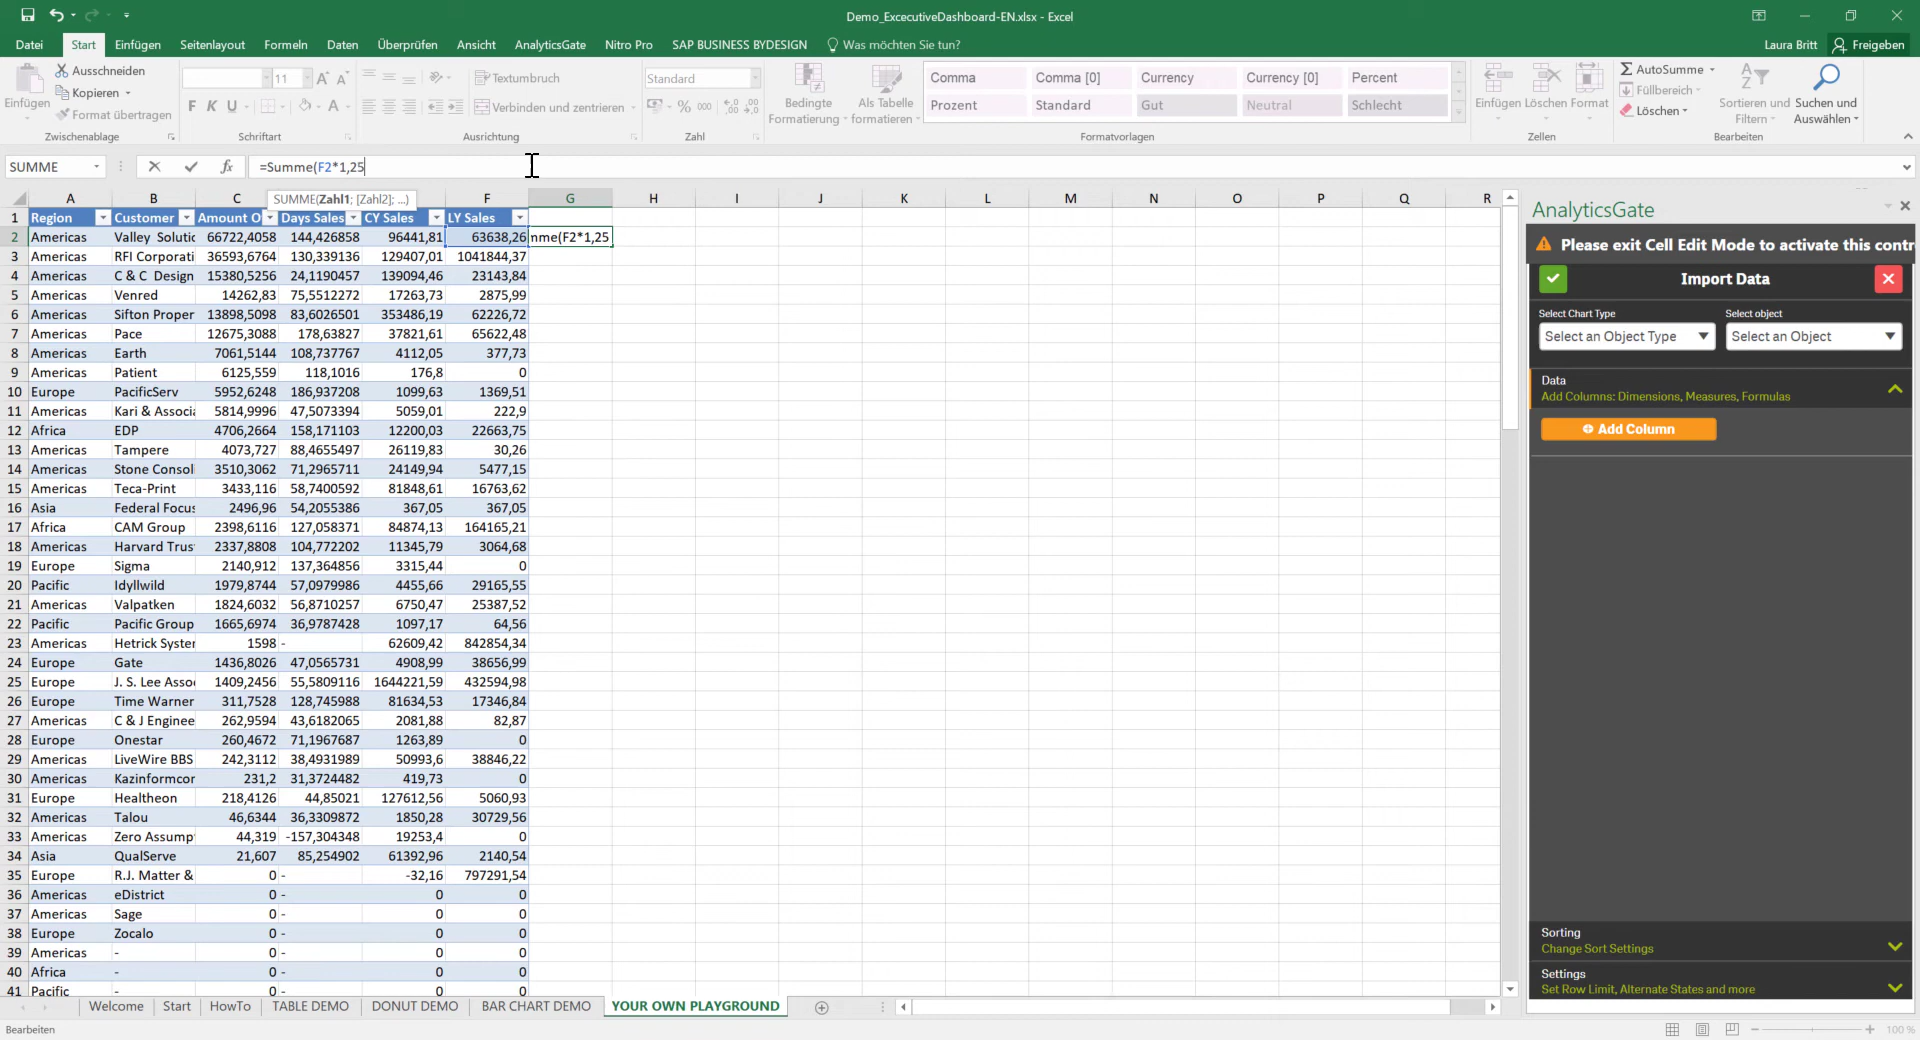 Demo_ExcecutiveDashboard-EN.xlsx - Excel
Datei Start Einfügen Seitenlayout Formeln Daten Überprüfen Ansicht AnalyticsGate Nitro Pro SAP BUSINESS BYDESIGN Was möchten Sie tun? Laura Britt Freigeben
Einfügen Ausschneiden Kopieren Format übertragen
11 F K U Textumbruch Verbinden und zentrieren
Standard % 000
Bedingte Formatierung Als Tabelle formatieren
Comma Comma [0] Currency Currency [0] Percent
Prozent Standard Gut Neutral Schlecht
Einfügen Löschen Format
AutoSumme Füllbereich Löschen Sortieren und Filtern Suchen und Auswählen
Zwischenablage Schriftart Ausrichtung Zahl Formatvorlagen Zellen Bearbeiten
SUMME fx =Summe(F2*1,25
SUMME(Zahl1; [Zahl2]; ...)
A B C F G H I J K L M N O P Q R
1 Region Customer Amount O Days Sales CY Sales LY Sales
2 Americas Valley Solutic 66722,4058 144,426858 96441,81 63638,26 nme(F2*1,25
3 Americas RFI Corporati 36593,6764 130,339136 129407,01 1041844,37
4 Americas C & C Design 15380,5256 24,1190457 139094,46 23143,84
5 Americas Venred 14262,83 75,5512272 17263,73 2875,99
6 Americas Sifton Proper 13898,5098 83,6026501 353486,19 62226,72
7 Americas Pace 12675,3088 178,63827 37821,61 65622,48
8 Americas Earth 7061,5144 108,737767 4112,05 377,73
9 Americas Patient 6125,559 118,1016 176,8 0
10 Europe PacificServ 5952,6248 186,937208 1099,63 1369,51
11 Americas Kari & Associa 5814,9996 47,5073394 5059,01 222,9
12 Africa EDP 4706,2664 158,171103 12200,03 22663,75
13 Americas Tampere 4073,727 88,4655497 26119,83 30,26
14 Americas Stone Consol 3510,3062 71,2965711 24149,94 5477,15
15 Americas Teca-Print 3433,116 58,7400592 81848,61 16763,62
16 Asia Federal Focus 2496,96 54,2055386 367,05 367,05
17 Africa CAM Group 2398,6116 127,058371 84874,13 164165,21
18 Americas Harvard Trus 2337,8808 104,772202 11345,79 3064,68
19 Europe Sigma 2140,912 137,364856 3315,44 0
20 Pacific Idyllwild 1979,8744 57,0979986 4455,66 29165,55
21 Americas Valpatken 1824,6032 56,8710257 6750,47 25387,52
22 Pacific Pacific Group 1665,6974 36,9787428 1097,17 64,56
23 Americas Hetrick Syster 1598 - 62609,42 842854,34
24 Europe Gate 1436,8026 47,0565731 4908,99 38656,99
25 Europe J. S. Lee Asso 1409,2456 55,5809116 1644221,59 432594,98
26 Europe Time Warner 311,7528 128,745988 81634,53 17346,84
27 Americas C & J Enginee 262,9594 43,6182065 2081,88 82,87
28 Europe Onestar 260,4672 71,1967687 1263,89 0
29 Americas LiveWire BBS 242,3112 38,4931989 50993,6 38846,22
30 Americas Kazinformcor 231,2 31,3724482 419,73 0
31 Europe Healtheon 218,4126 44,85021 127612,56 5060,93
32 Americas Talou 46,6344 36,3309872 1850,28 30729,56
33 Americas Zero Assump 44,319 -157,304348 19253,4 0
34 Asia QualServe 21,607 85,254902 61392,96 2140,54
35 Europe R.J. Matter & 0 - -32,16 797291,54
36 Americas eDistrict 0 - 0 0
37 Americas Sage 0 - 0 0
38 Europe Zocalo 0 - 0 0
39 Americas - 0 - 0 0
40 Africa - 0 - 0 0
41 Pacific - 0 - 0 0
AnalyticsGate
Please exit Cell Edit Mode to activate this contr
Import Data
Select Chart Type Select object
Select an Object Type Select an Object
Data
Add Columns: Dimensions, Measures, Formulas
Add Column
Sorting
Change Sort Settings
Settings
Set Row Limit, Alternate States and more
Welcome Start HowTo TABLE DEMO DONUT DEMO BAR CHART DEMO YOUR OWN PLAYGROUND
Bearbeiten 100 %